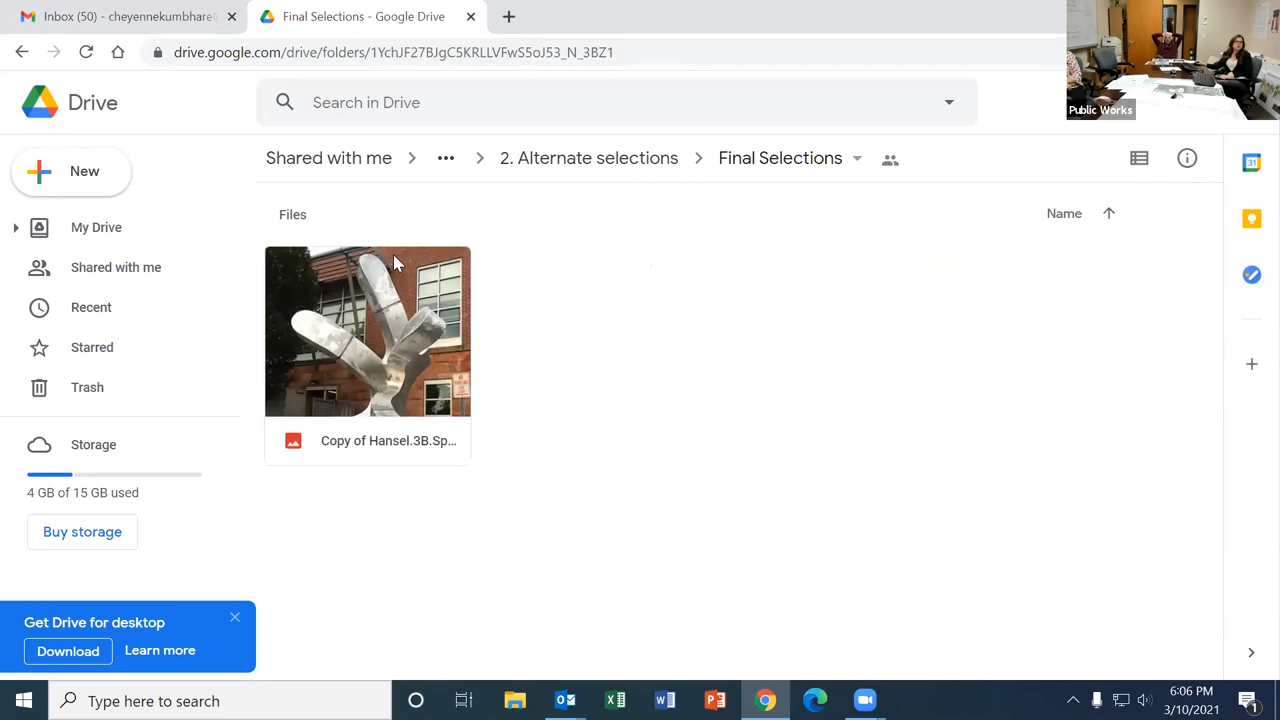 Inbox (50) - cheyennekumbhare@
Final Selections - Google Drive
drive.google.com/drive/folders/1YchJF27BJgC5KRLLVFwS5oJ53_N_3BZ1
Public Works
Drive
Search in Drive
New
Shared with me
2. Alternate selections
Final Selections
My Drive
Shared with me
Recent
Starred
Trash
Storage
4 GB of 15 GB used
Buy storage
Files
Name
Copy of Hansel.3B.Sp...
31
Get Drive for desktop
Download
Learn more
Type here to search
6:06 PM
3/10/2021
1